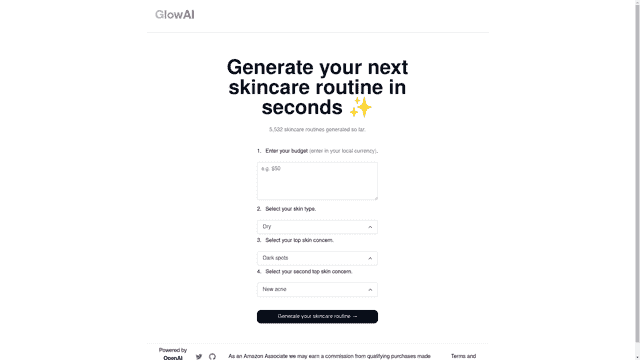 GlowAI
Generate your next
skincare routine in
seconds ✨
5,532 skincare routines generated so far.
1. Enter your budget (enter in your local currency).
e.g. $50
2. Select your skin type.
Dry
3. Select your top skin concern.
Dark spots
4. Select your second top skin concern.
New acne
Generate your skincare routine →
Powered by
OpenAI
As an Amazon Associate we may earn a commission from qualifying purchases made
Terms and